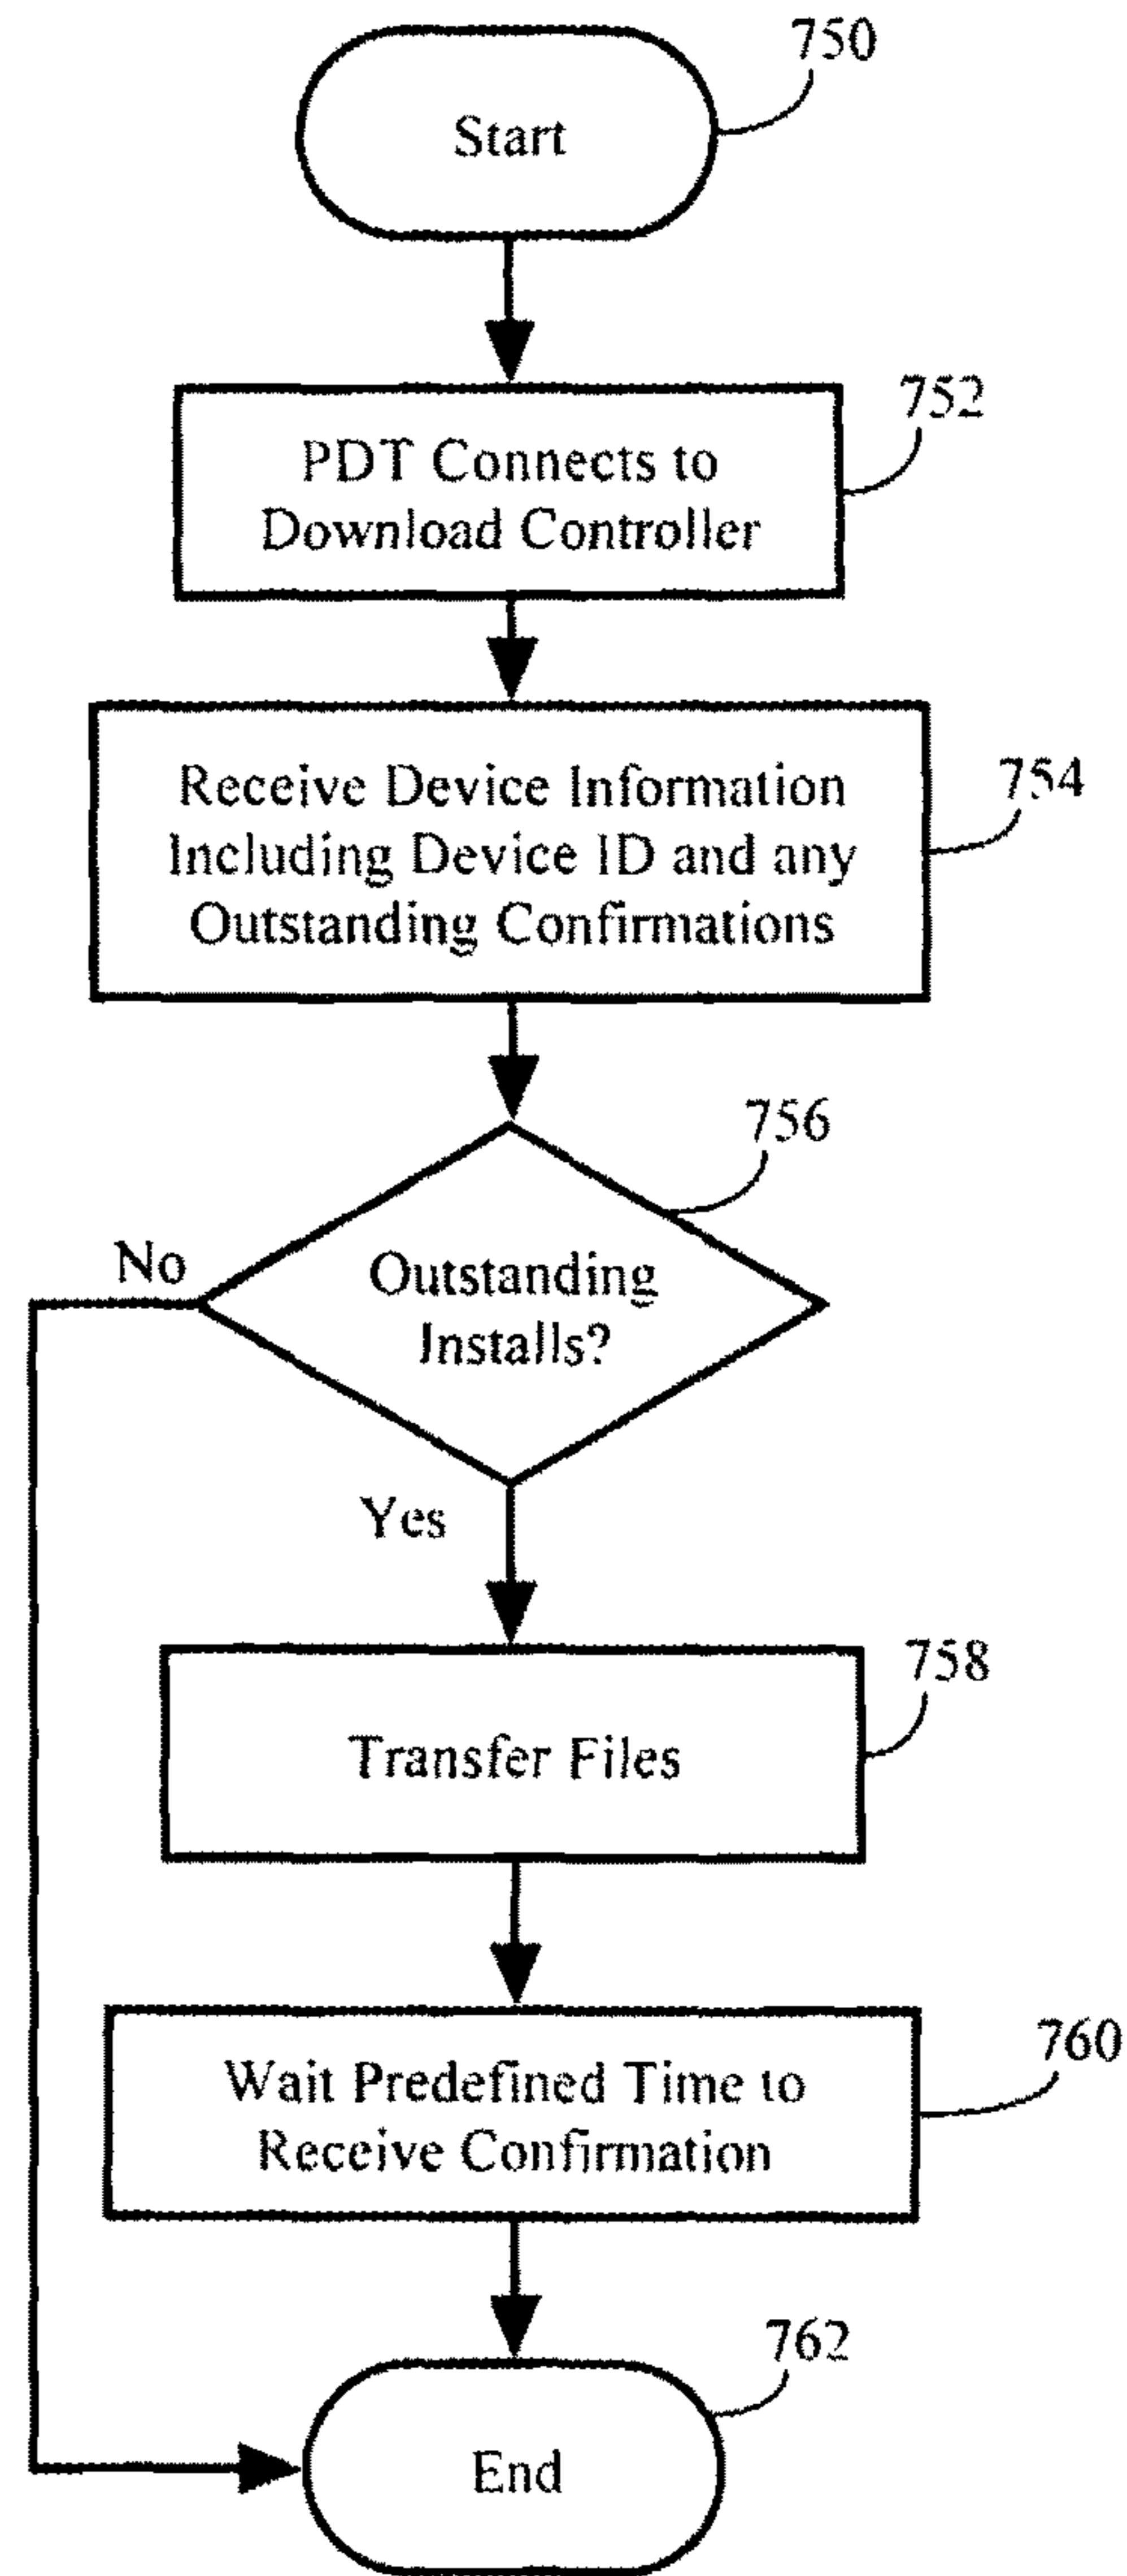 750
Start
752
PDT Connects to
Download Controller
754
Receive Device Information
Including Device ID and any
Outstanding Confirmations
756
No
Outstanding
Installs?
Yes
758
Transfer Files
760
Wait Predefined Time to
Receive Confirmation
762
End